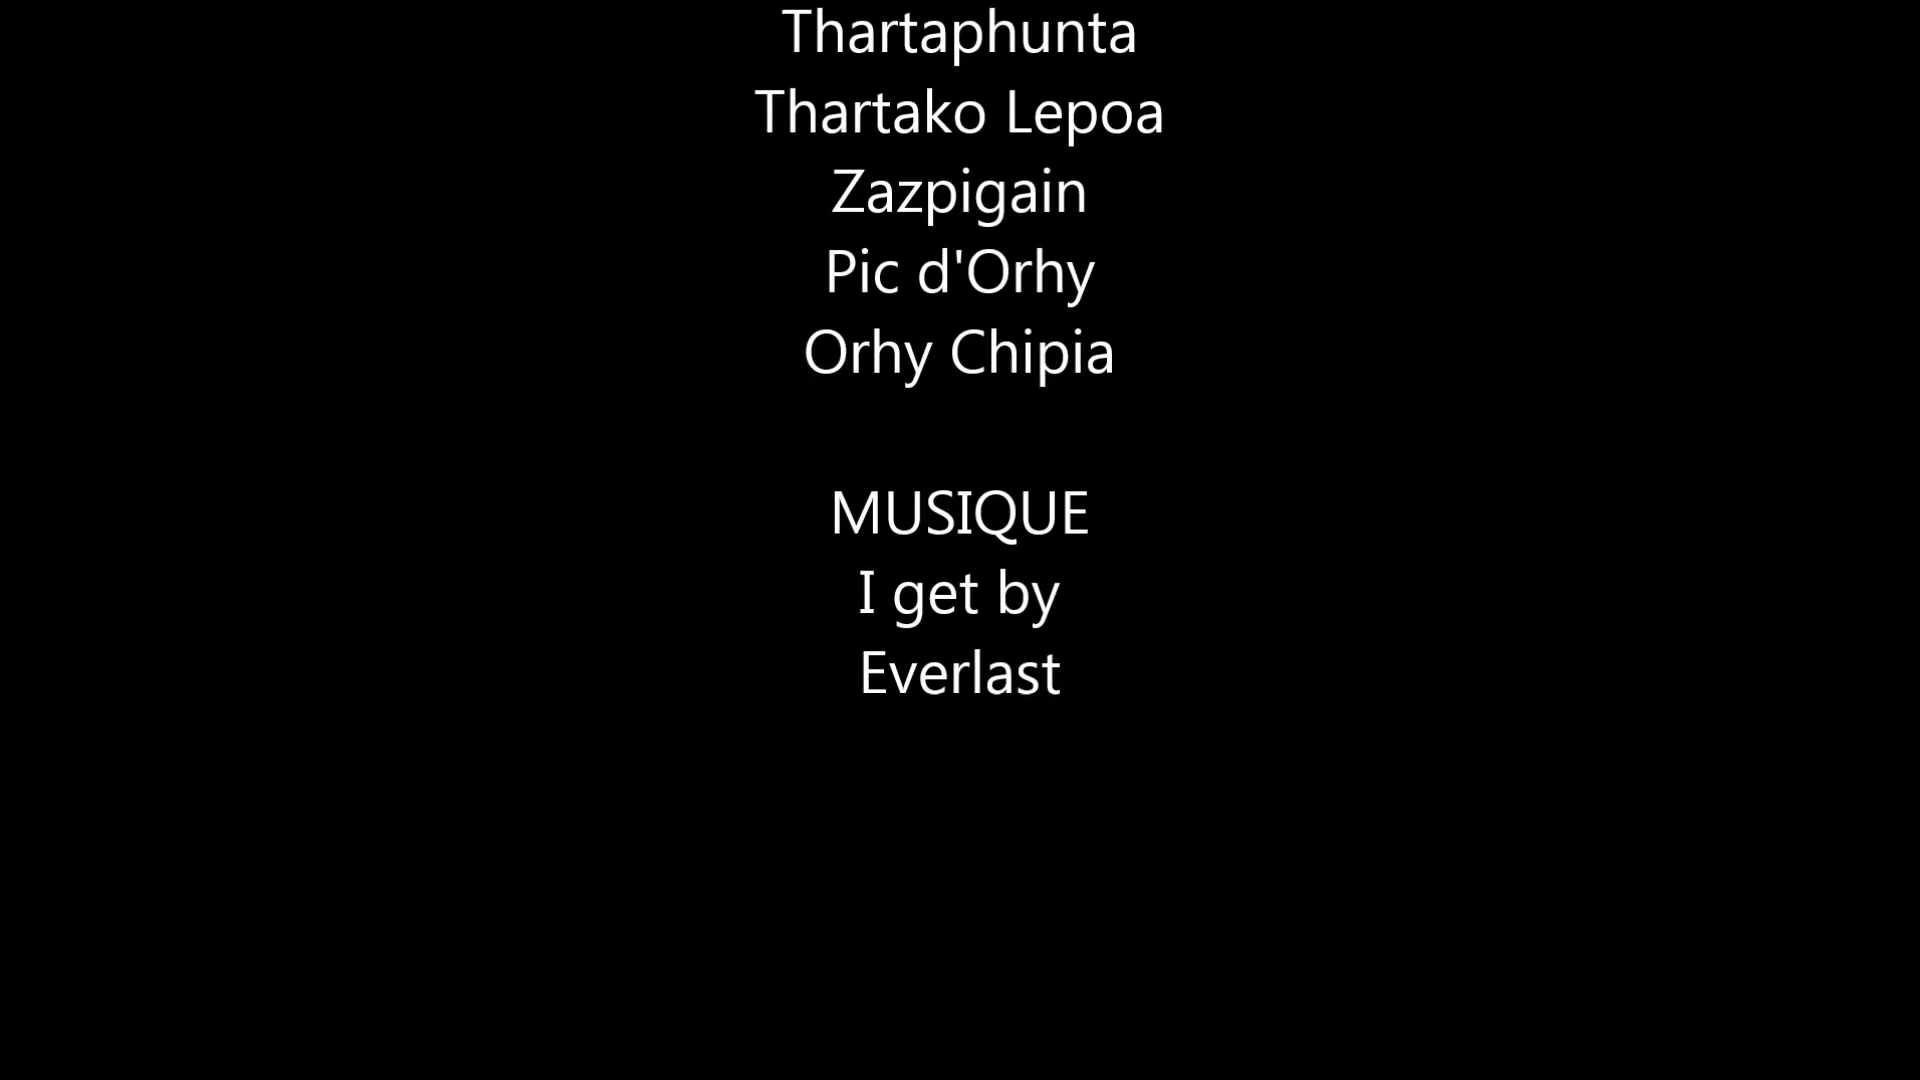 Thartaphunta
Thartako Lepoa
Zazpigain
Pic d'Orhy
Orhy Chipia
MUSIQUE
I get by
Everlast